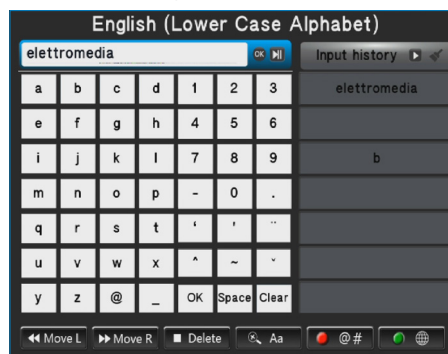 English (Lower Case Alphabet)
elettromedia OK
Input history
a b c d 1 2 3 elettromedia
e f g h 4 5 6
i j k l 7 8 9 b
m n o p - 0 .
q r s t ‘ ' ¨
u v w x ^ ~ ˇ
y z @ _ OK Space Clear
Move L Move R Delete Aa @#